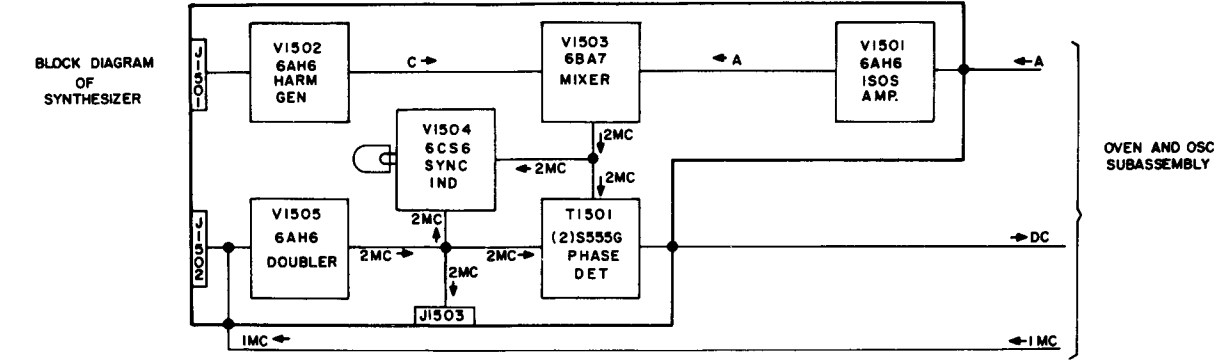 BLOCK DIAGRAM
OF
SYNTHESIZER
J1501
V1502
6AH6
HARM
GEN
C →
V1503
6BA7
MIXER
← A
V1501
6AH6
ISOS
AMP.
← A
V1504
6CS6
SYNC
IND
2MC
← 2MC
2MC
OVEN AND OSC
SUBASSEMBLY
J1502
V1505
6AH6
DOUBLER
2MC →
2MC
2MC →
2MC
J1503
T1501
(2)S555G
PHASE
DET
→ DC
1MC ←
← 1MC